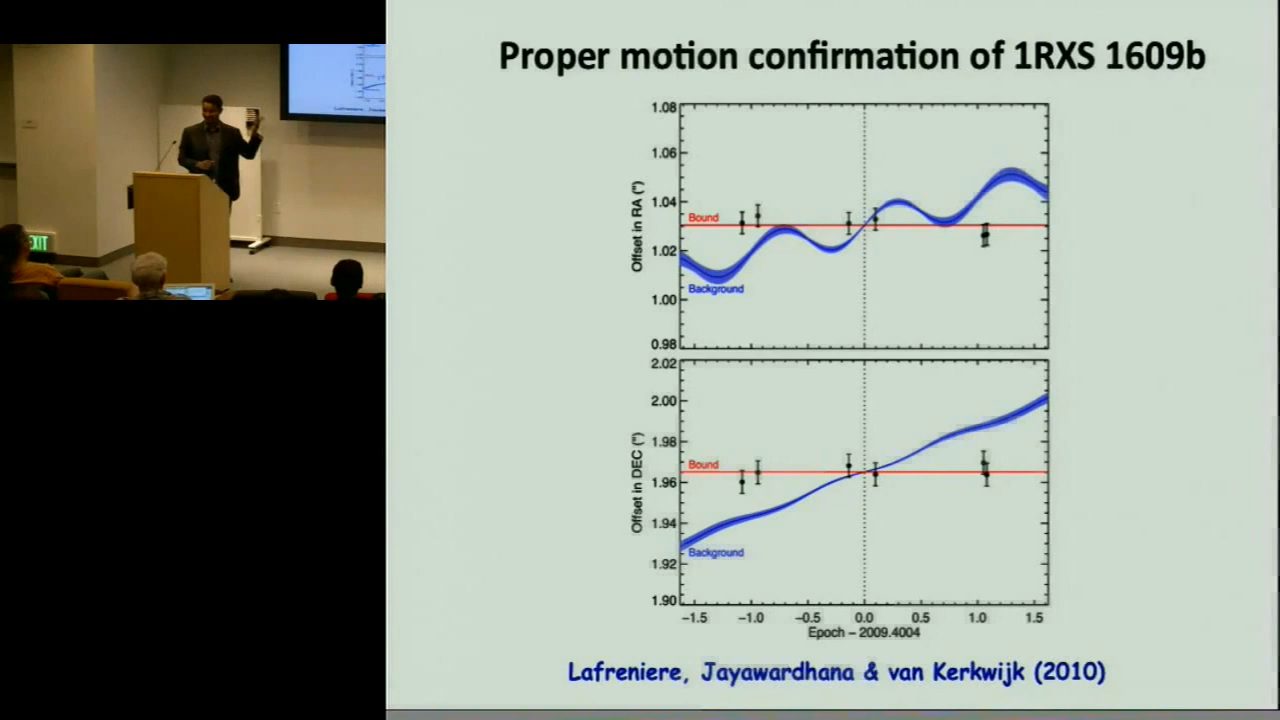 Proper motion confirmation of 1RXS 1609b
1.08
1.06
1.04
1.02
1.00
0.98
Offset in RA (")
Bound
Background
2.02
2.00
1.98
1.96
1.94
1.92
1.90
Offset in DEC (")
Bound
Background
−1.5 −1.0 −0.5 0.0 0.5 1.0 1.5
Epoch − 2009.4004
Lafreniere, Jayawardhana & van Kerkwijk (2010)
EXIT